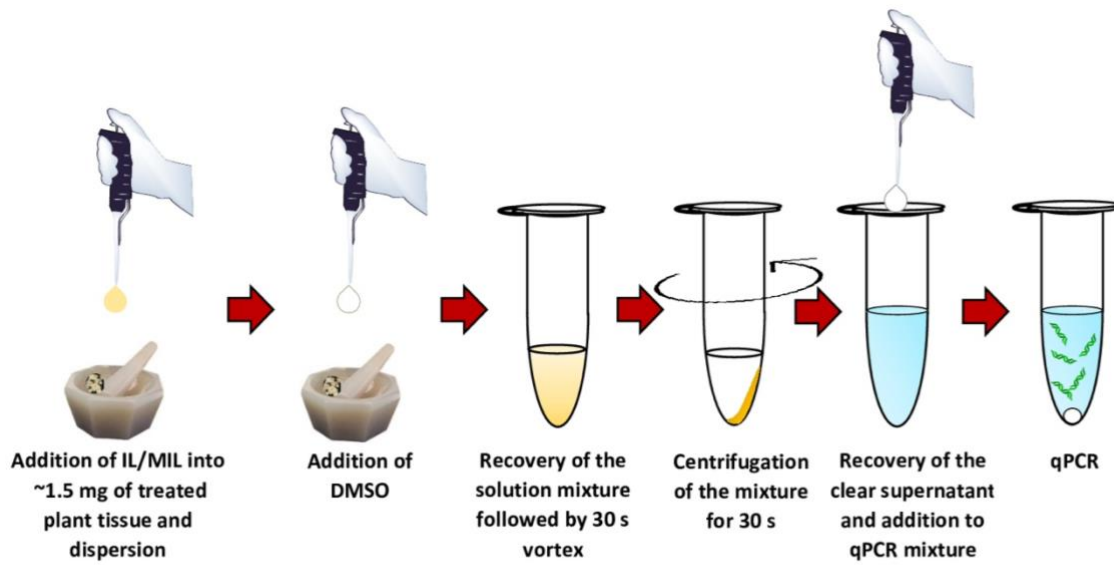 Addition of IL/MIL into
~1.5 mg of treated
plant tissue and
dispersion
Addition of
DMSO
Recovery of the
solution mixture
followed by 30 s
vortex
Centrifugation
of the mixture
for 30 s
Recovery of the
clear supernatant
and addition to
qPCR mixture
qPCR